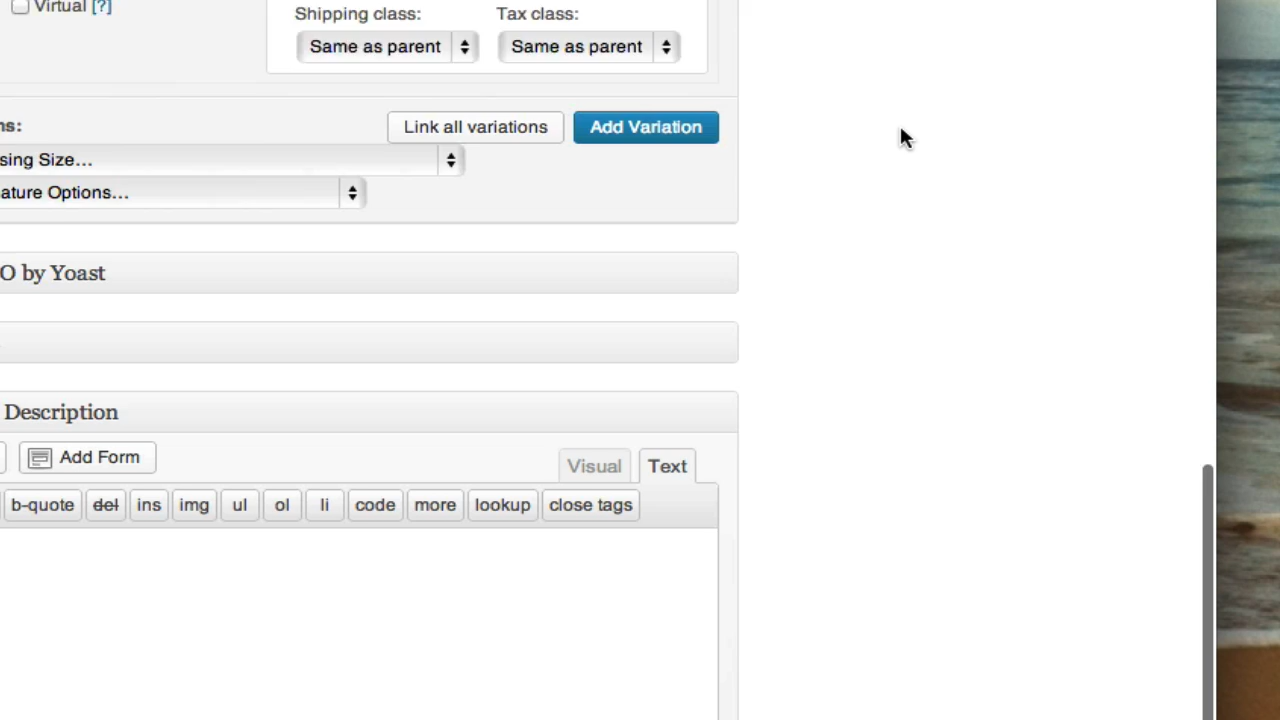 Virtual [?]
Shipping class: Tax class:
Same as parent Same as parent
ns:
Link all variations Add Variation
sing Size...
ature Options...
O by Yoast
Description
Add Form
Visual Text
b-quote del ins img ul ol li code more lookup close tags